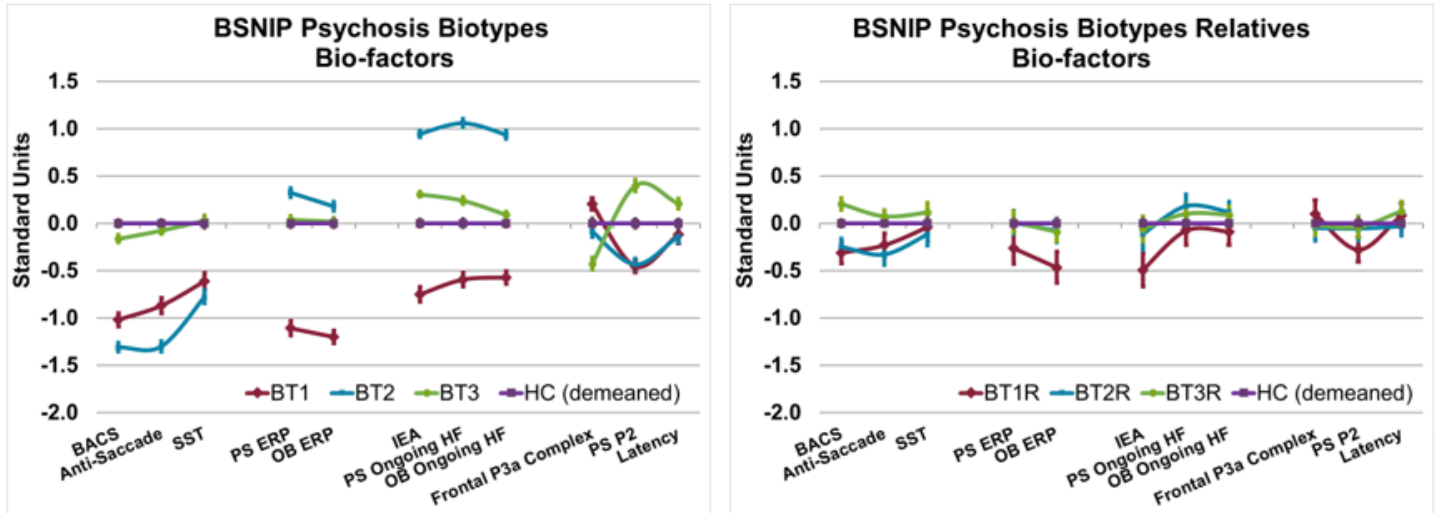 BSNIP Psychosis Biotypes
Bio-factors
Standard Units
1.5
1.0
0.5
0.0
-0.5
-1.0
-1.5
-2.0
BT1 BT2 BT3 HC (demeaned)
BACS
Anti-Saccade
SST
PS ERP
OB ERP
IEA
PS Ongoing HF
OB Ongoing HF
Frontal P3a Complex
PS P2
Latency
BSNIP Psychosis Biotypes Relatives
Bio-factors
Standard Units
1.5
1.0
0.5
0.0
-0.5
-1.0
-1.5
-2.0
BT1R BT2R BT3R HC (demeaned)
BACS
Anti-Saccade
SST
PS ERP
OB ERP
IEA
PS Ongoing HF
OB Ongoing HF
Frontal P3a Complex
PS P2
Latency